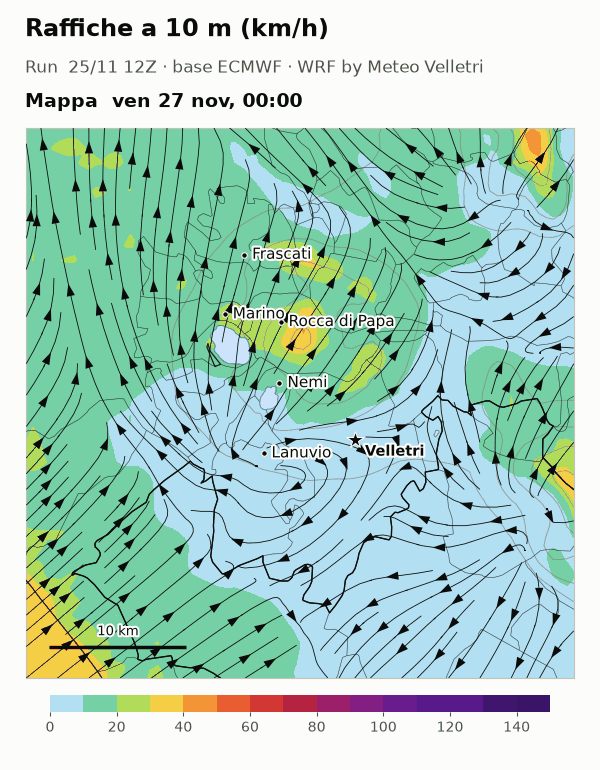 Raffiche a 10 m (km/h)
Run  25/11 12Z · base ECMWF · WRF by Meteo Velletri
Mappa  ven 27 nov, 00:00
Frascati
Marino
Rocca di Papa
Nemi
Velletri
Lanuvio
10 km
0 20 40 60 80 100 120 140